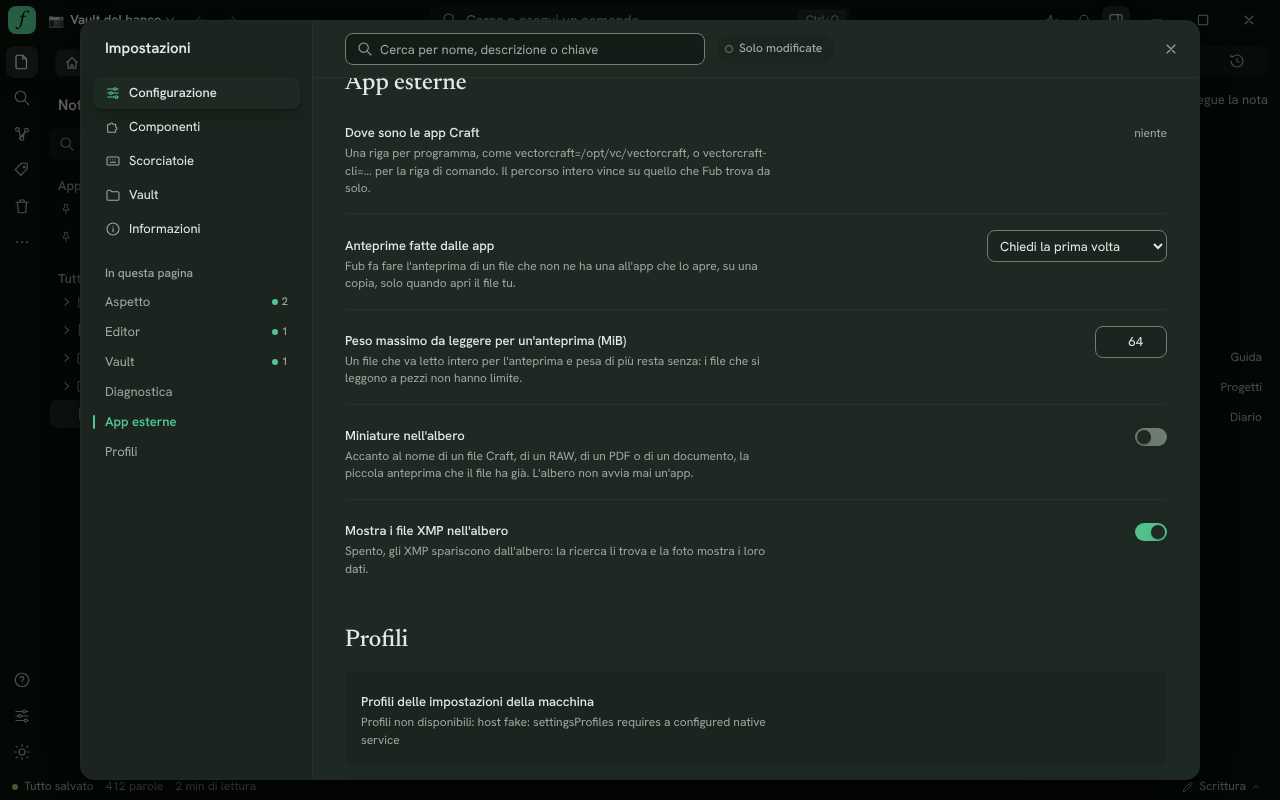 f
Vault del banco
Cerca o esegui un comando
Ctrl+O
Impostazioni
Cerca per nome, descrizione o chiave
Solo modificate
Configurazione
Componenti
Scorciatoie
Vault
Informazioni
In questa pagina
Aspetto 2
Editor 1
Vault 1
Diagnostica
App esterne
Profili
App esterne
Dove sono le app Craft
niente
Una riga per programma, come vectorcraft=/opt/vc/vectorcraft, o vectorcraft-
cli=… per la riga di comando. Il percorso intero vince su quello che Fub trova da
solo.
Anteprime fatte dalle app
Chiedi la prima volta
Fub fa fare l'anteprima di un file che non ne ha una all'app che lo apre, su una
copia, solo quando apri il file tu.
Peso massimo da leggere per un'anteprima (MiB)
64
Un file che va letto intero per l'anteprima e pesa di più resta senza: i file che si
leggono a pezzi non hanno limite.
Miniature nell'albero
Accanto al nome di un file Craft, di un RAW, di un PDF o di un documento, la
piccola anteprima che il file ha già. L'albero non avvia mai un'app.
Mostra i file XMP nell'albero
Spento, gli XMP spariscono dall'albero: la ricerca li trova e la foto mostra i loro
dati.
Profili
Profili delle impostazioni della macchina
Profili non disponibili: host fake: settingsProfiles requires a configured native
service
Not
App
Tutt
egue la nota
Guida
Progetti
Diario
Tutto salvato 412 parole 2 min di lettura
Scrittura